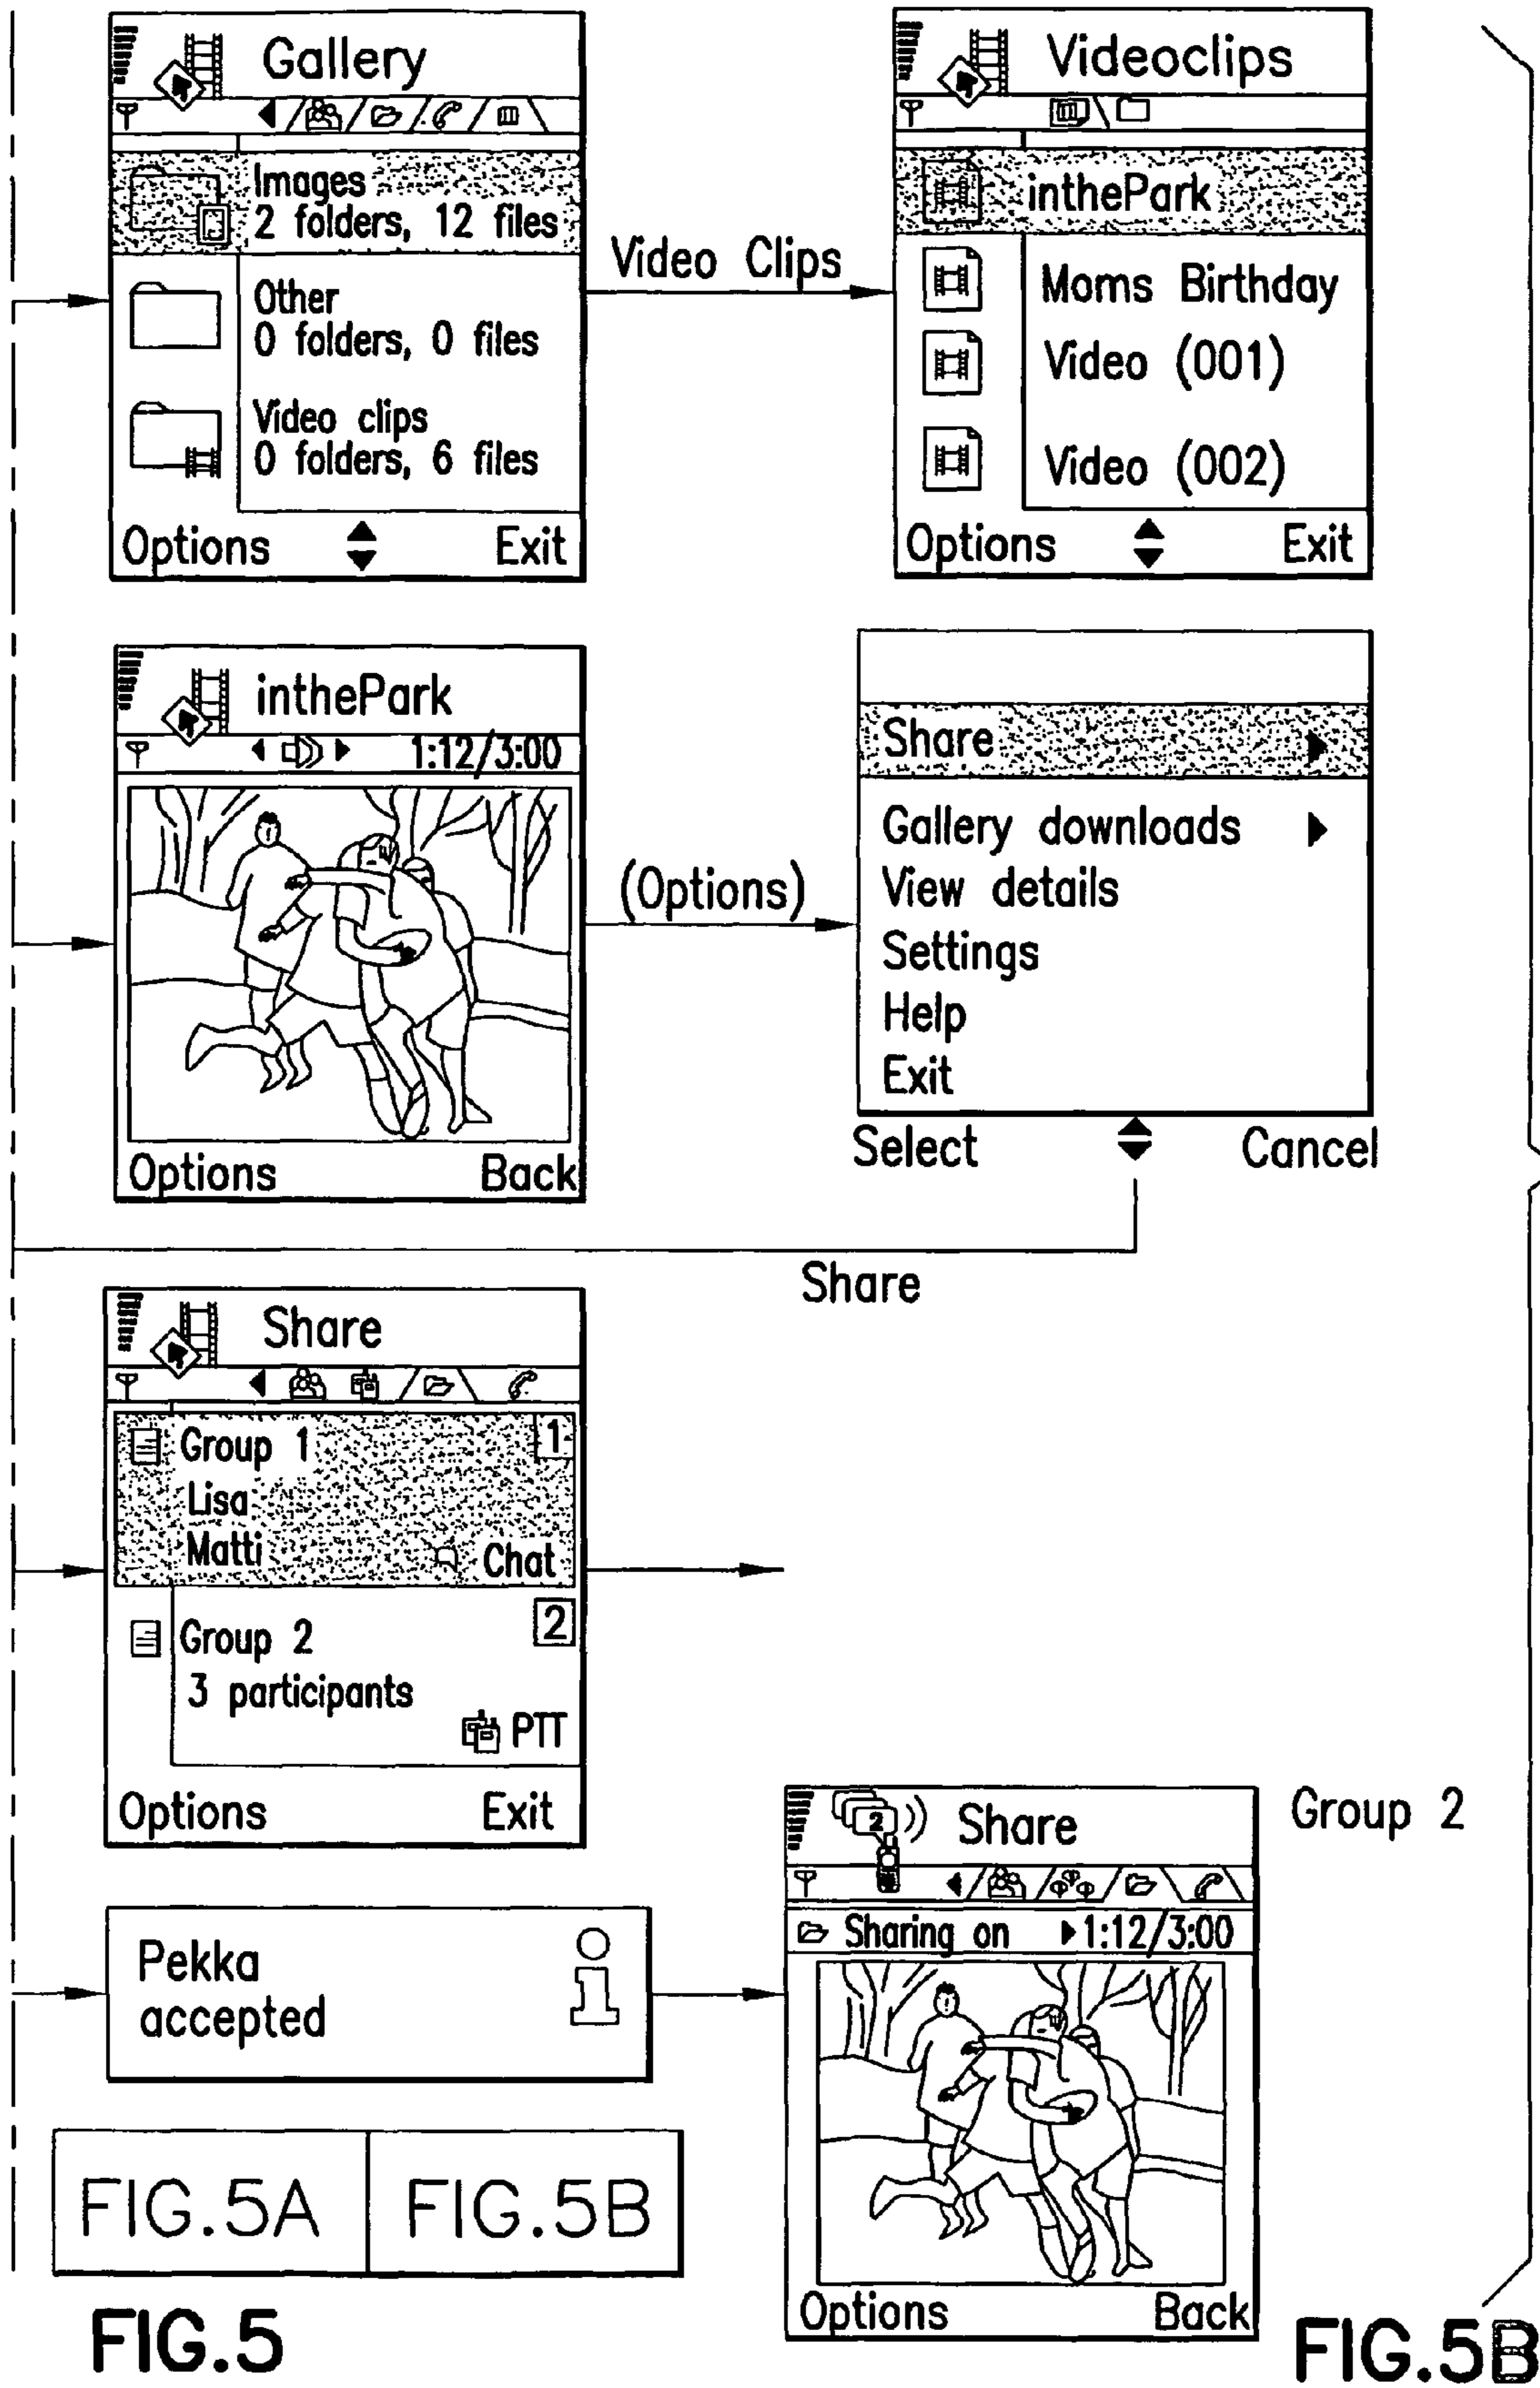 Gallery
Images
2 folders, 12 files
Other
0 folders, 0 files
Video clips
0 folders, 6 files
Options Exit
Video Clips
Videoclips
inthePark
Moms Birthday
Video (001)
Video (002)
Options Exit
inthePark
1:12/3:00
Options Back
(Options)
Share
Gallery downloads
View details
Settings
Help
Exit
Select Cancel
Share
Share
Group 1 1
Lisa
Matti Chat
Group 2 2
3 participants
PTT
Options Exit
Pekka
accepted
Group 2
2
Share
Sharing on 1:12/3:00
Options Back
FIG.5A FIG.5B
FIG.5
FIG.5B